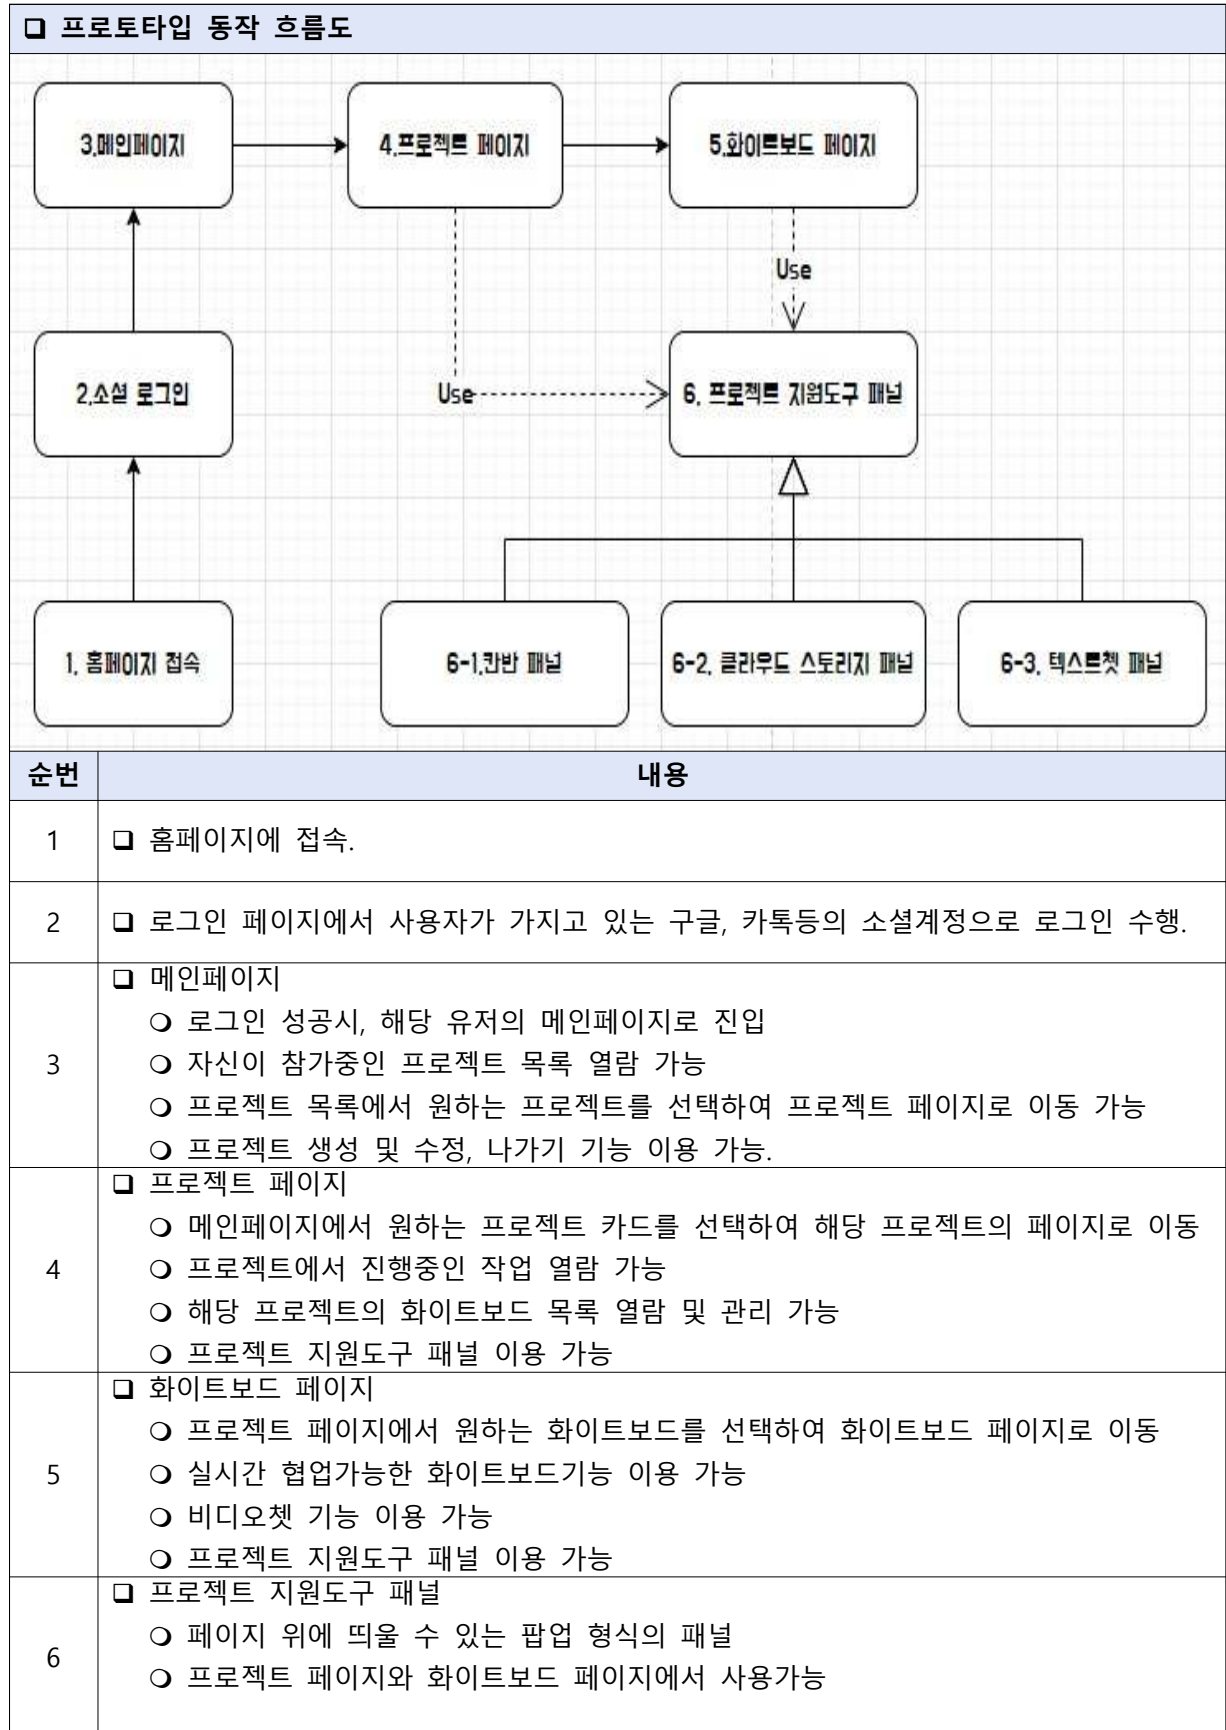 ❑ 프로토타입 동작 흐름도
3.메인페이지
4.프로젝트 페이지
5.화이트보드 페이지
Use
2.소셜 로그인
Use
6. 프로젝트 지원도구 패널
1. 홈페이지 접속
6-1.칸반 패널
6-2. 클라우드 스토리지 패널
6-3. 텍스트챗 패널
순번 내용
1 ❑ 홈페이지에 접속.
2 ❑ 로그인 페이지에서 사용자가 가지고 있는 구글, 카톡등의 소셜계정으로 로그인 수행.
3
❑ 메인페이지
❍ 로그인 성공시, 해당 유저의 메인페이지로 진입
❍ 자신이 참가중인 프로젝트 목록 열람 가능
❍ 프로젝트 목록에서 원하는 프로젝트를 선택하여 프로젝트 페이지로 이동 가능
❍ 프로젝트 생성 및 수정, 나가기 기능 이용 가능.
4
❑ 프로젝트 페이지
❍ 메인페이지에서 원하는 프로젝트 카드를 선택하여 해당 프로젝트의 페이지로 이동
❍ 프로젝트에서 진행중인 작업 열람 가능
❍ 해당 프로젝트의 화이트보드 목록 열람 및 관리 가능
❍ 프로젝트 지원도구 패널 이용 가능
5
❑ 화이트보드 페이지
❍ 프로젝트 페이지에서 원하는 화이트보드를 선택하여 화이트보드 페이지로 이동
❍ 실시간 협업가능한 화이트보드기능 이용 가능
❍ 비디오쳇 기능 이용 가능
❍ 프로젝트 지원도구 패널 이용 가능
6
❑ 프로젝트 지원도구 패널
❍ 페이지 위에 띄울 수 있는 팝업 형식의 패널
❍ 프로젝트 페이지와 화이트보드 페이지에서 사용가능